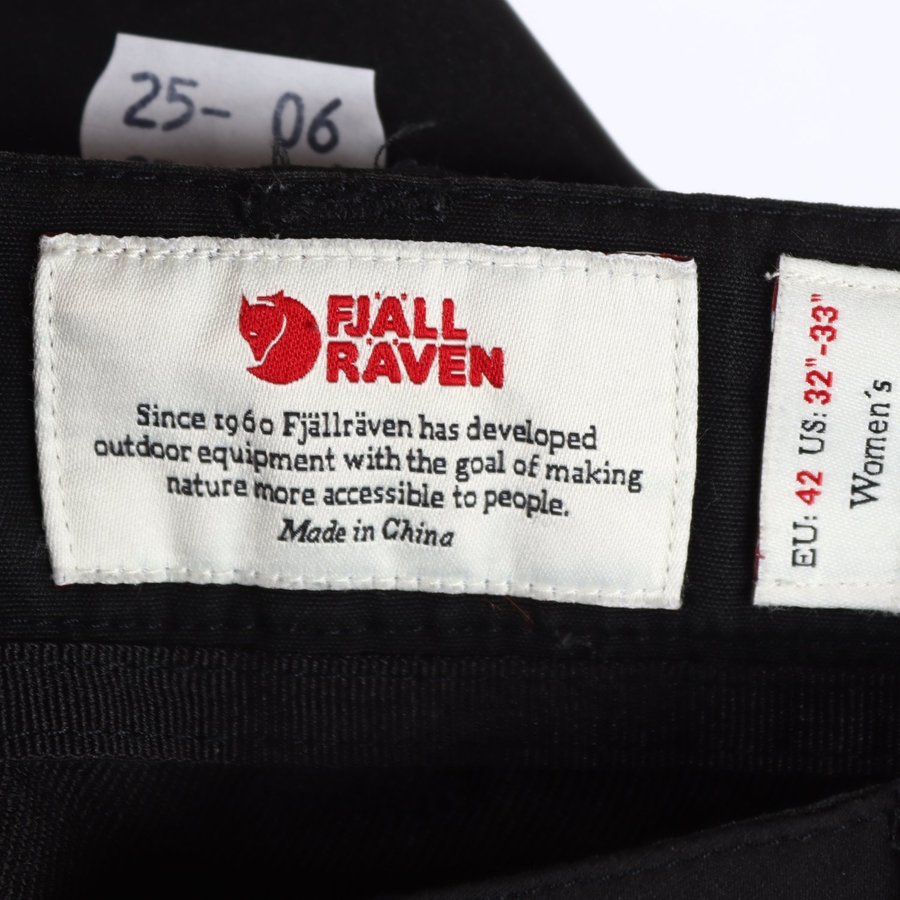 25- 06
FJÄLL
RÄVEN
Since 1960 Fjällräven has developed
outdoor equipment with the goal of making
nature more accessible to people.
Made in China
EU: 42 US: 32"-33"
Women's